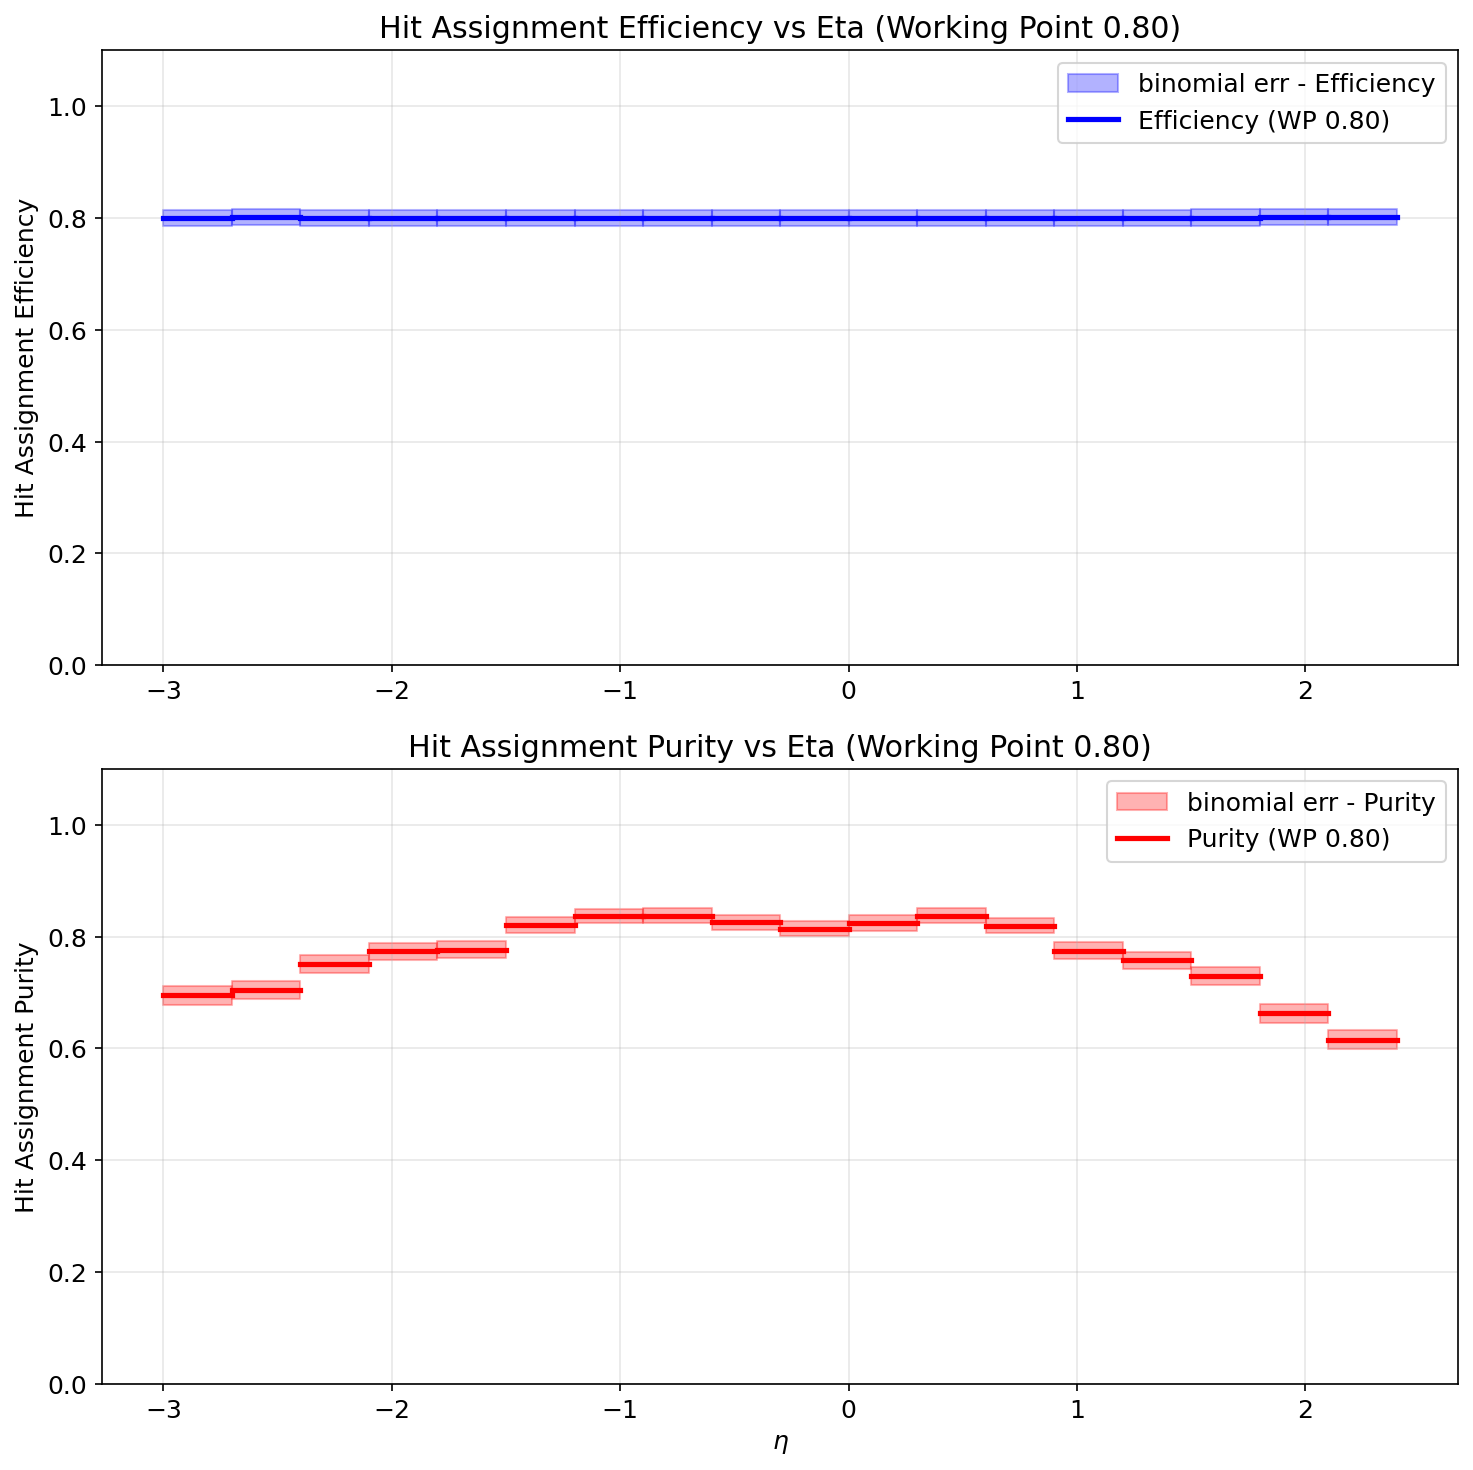 Hit Assignment Efficiency vs Eta (Working Point 0.80)
binomial err - Efficiency
Efficiency (WP 0.80)
Hit Assignment Efficiency
1.0
0.8
0.6
0.4
0.2
0.0
−3 −2 −1 0 1 2
Hit Assignment Purity vs Eta (Working Point 0.80)
binomial err - Purity
Purity (WP 0.80)
Hit Assignment Purity
1.0
0.8
0.6
0.4
0.2
0.0
−3 −2 −1 0 1 2
η